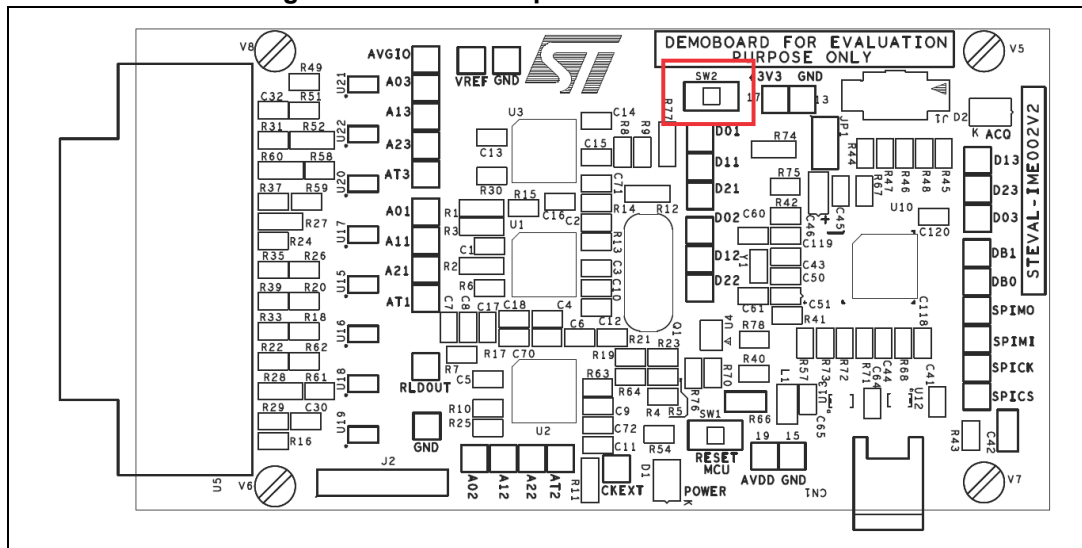 V8
AVGIO
VREF
GND
ST
DEMOBOARD FOR EVALUATION
PURPOSE ONLY
V5
R49
U21
A03
U3
C14
R77
SW2
3V3
GND
17
13
J1
D2
K
ACQ
C32
R51
A13
R8
R9
D01
R74
JP1
R44
R47
R46
R48
R45
D13
STEVAL-IME002V2
R31
R52
U22
A23
C13
C15
D11
R75
R67
D23
R60
R58
U20
AT3
R30
C71
D21
R42
C45
U10
D03
R37
R59
A01
R1
R15
C16
C2
R14
R12
D02
C60
C46
C120
R27
U17
R3
U1
R13
C119
R24
A11
C1
D12
Y1
C43
DB1
R35
R26
U15
A21
R2
C3
D22
C50
DB0
R39
R20
AT1
R6
C10
C61
C51
C118
SPIMO
R33
R18
U16
C7
C8
C17
C18
C4
C6
C12
Q1
U4
R41
R78
SPIMI
R22
R62
R7
R17
C70
R21
R19
R23
R40
R57
R73
R72
R71
C64
C44
R68
C41
SPICK
R28
R61
U18
RLDOUT
C5
R63
R64
R70
L1
U13
U12
SPICS
R29
C30
U19
R10
C9
R4
R5
R76
R66
C65
R16
GND
R25
U2
C72
R54
SW1
RESET
MCU
19
15
R43
C42
U5
V6
J2
C11
R11
CKEXT
D1
K
POWER
AVDD
GND
CN1
V7
A02
A12
A22
AT2